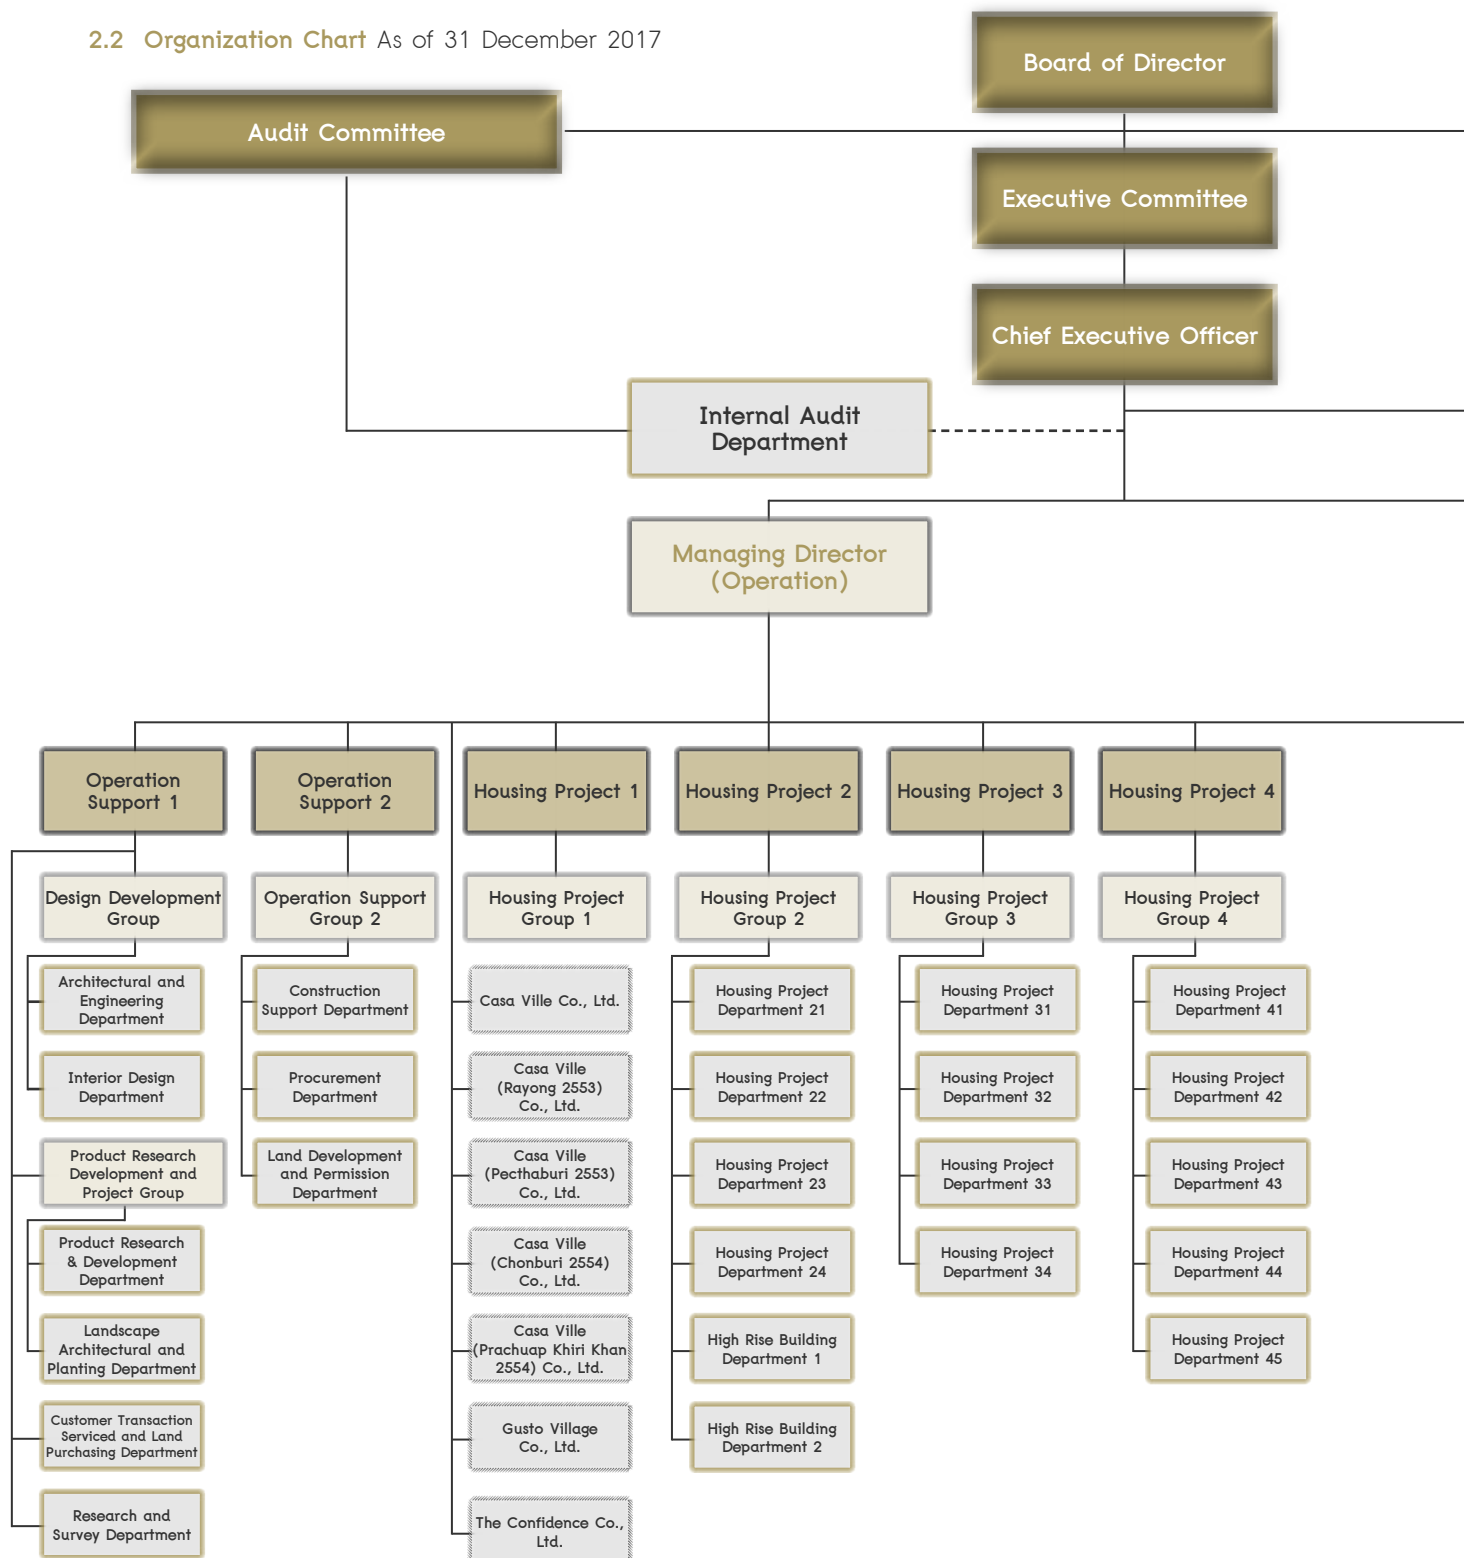 2.2 Organization Chart As of 31 December 2017
Board of Director
Audit Committee
Executive Committee
Chief Executive Officer
Internal Audit
Department
Managing Director
(Operation)
Operation
Support 1
Operation
Support 2
Housing Project 1
Housing Project 2
Housing Project 3
Housing Project 4
Design Development
Group
Operation Support
Group 2
Housing Project
Group 1
Housing Project
Group 2
Housing Project
Group 3
Housing Project
Group 4
Architectural and
Engineering
Department
Interior Design
Department
Product Research
Development and
Project Group
Product Research
& Development
Department
Landscape
Architectural and
Planting Department
Customer Transaction
Serviced and Land
Purchasing Department
Research and
Survey Department
Construction
Support Department
Procurement
Department
Land Development
and Permission
Department
Casa Ville Co., Ltd.
Casa Ville
(Rayong 2553)
Co., Ltd.
Casa Ville
(Pecthaburi 2553)
Co., Ltd.
Casa Ville
(Chonburi 2554)
Co., Ltd.
Casa Ville
(Prachuap Khiri Khan
2554) Co., Ltd.
Gusto Village
Co., Ltd.
The Confidence Co.,
Ltd.
Housing Project
Department 21
Housing Project
Department 22
Housing Project
Department 23
Housing Project
Department 24
High Rise Building
Department 1
High Rise Building
Department 2
Housing Project
Department 31
Housing Project
Department 32
Housing Project
Department 33
Housing Project
Department 34
Housing Project
Department 41
Housing Project
Department 42
Housing Project
Department 43
Housing Project
Department 44
Housing Project
Department 45